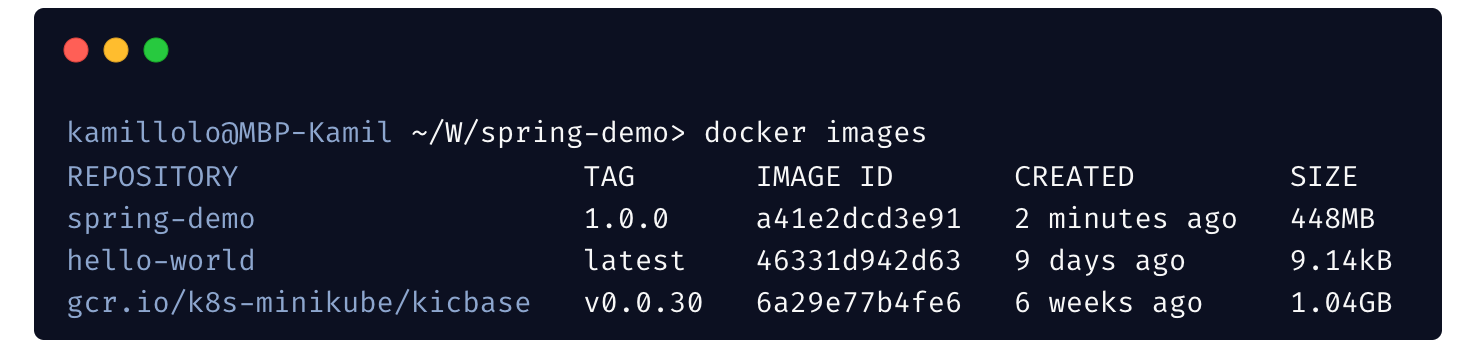 kamillolo@MBP-Kamil ~/W/spring-demo> docker images
REPOSITORY TAG IMAGE ID CREATED SIZE
spring-demo 1.0.0 a41e2dcd3e91 2 minutes ago 448MB
hello-world latest 46331d942d63 9 days ago 9.14kB
gcr.io/k8s-minikube/kicbase v0.0.30 6a29e77b4fe6 6 weeks ago 1.04GB